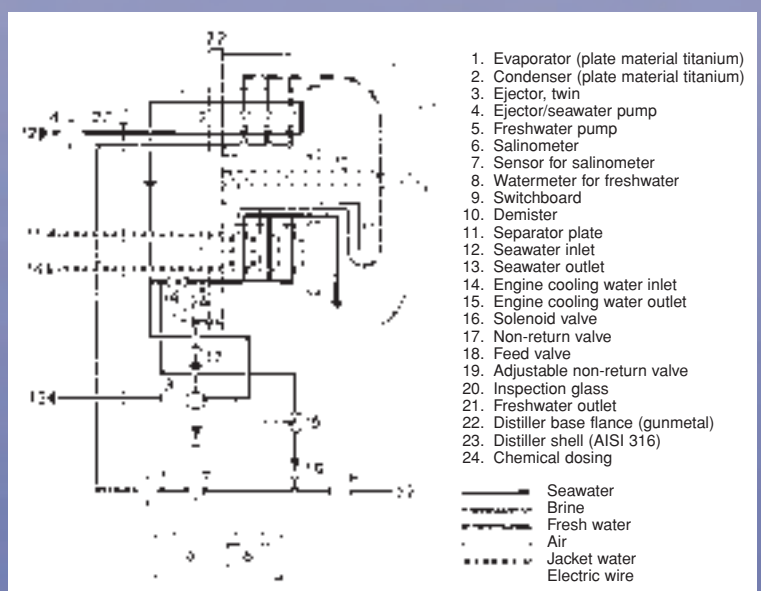 1. Evaporator (plate material titanium)
2. Condenser (plate material titanium)
3. Ejector, twin
4. Ejector/seawater pump
5. Freshwater pump
6. Salinometer
7. Sensor for salinometer
8. Watermeter for freshwater
9. Switchboard
10. Demister
11. Separator plate
12. Seawater inlet
13. Seawater outlet
14. Engine cooling water inlet
15. Engine cooling water outlet
16. Solenoid valve
17. Non-return valve
18. Feed valve
19. Adjustable non-return valve
20. Inspection glass
21. Freshwater outlet
22. Distiller base flance (gunmetal)
23. Distiller shell (AISI 316)
24. Chemical dosing
Seawater
Brine
Fresh water
Air
Jacket water
Electric wire